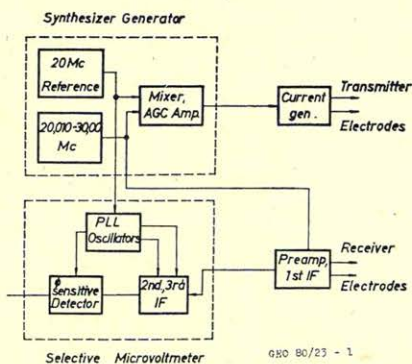 Synthesizer Generator
20Mc
Reference
20,010-30,00
Mc
Mixer,
AGC Amp.
Current
gen.
Transmitter
Electrodes
PLL
Oscillators
ϕ
sensitive
Detector
2nd, 3rd
IF
Preamp,
1st IF
Receiver
Electrodes
GEO 80/23 - 1
Selective Microvoltmeter